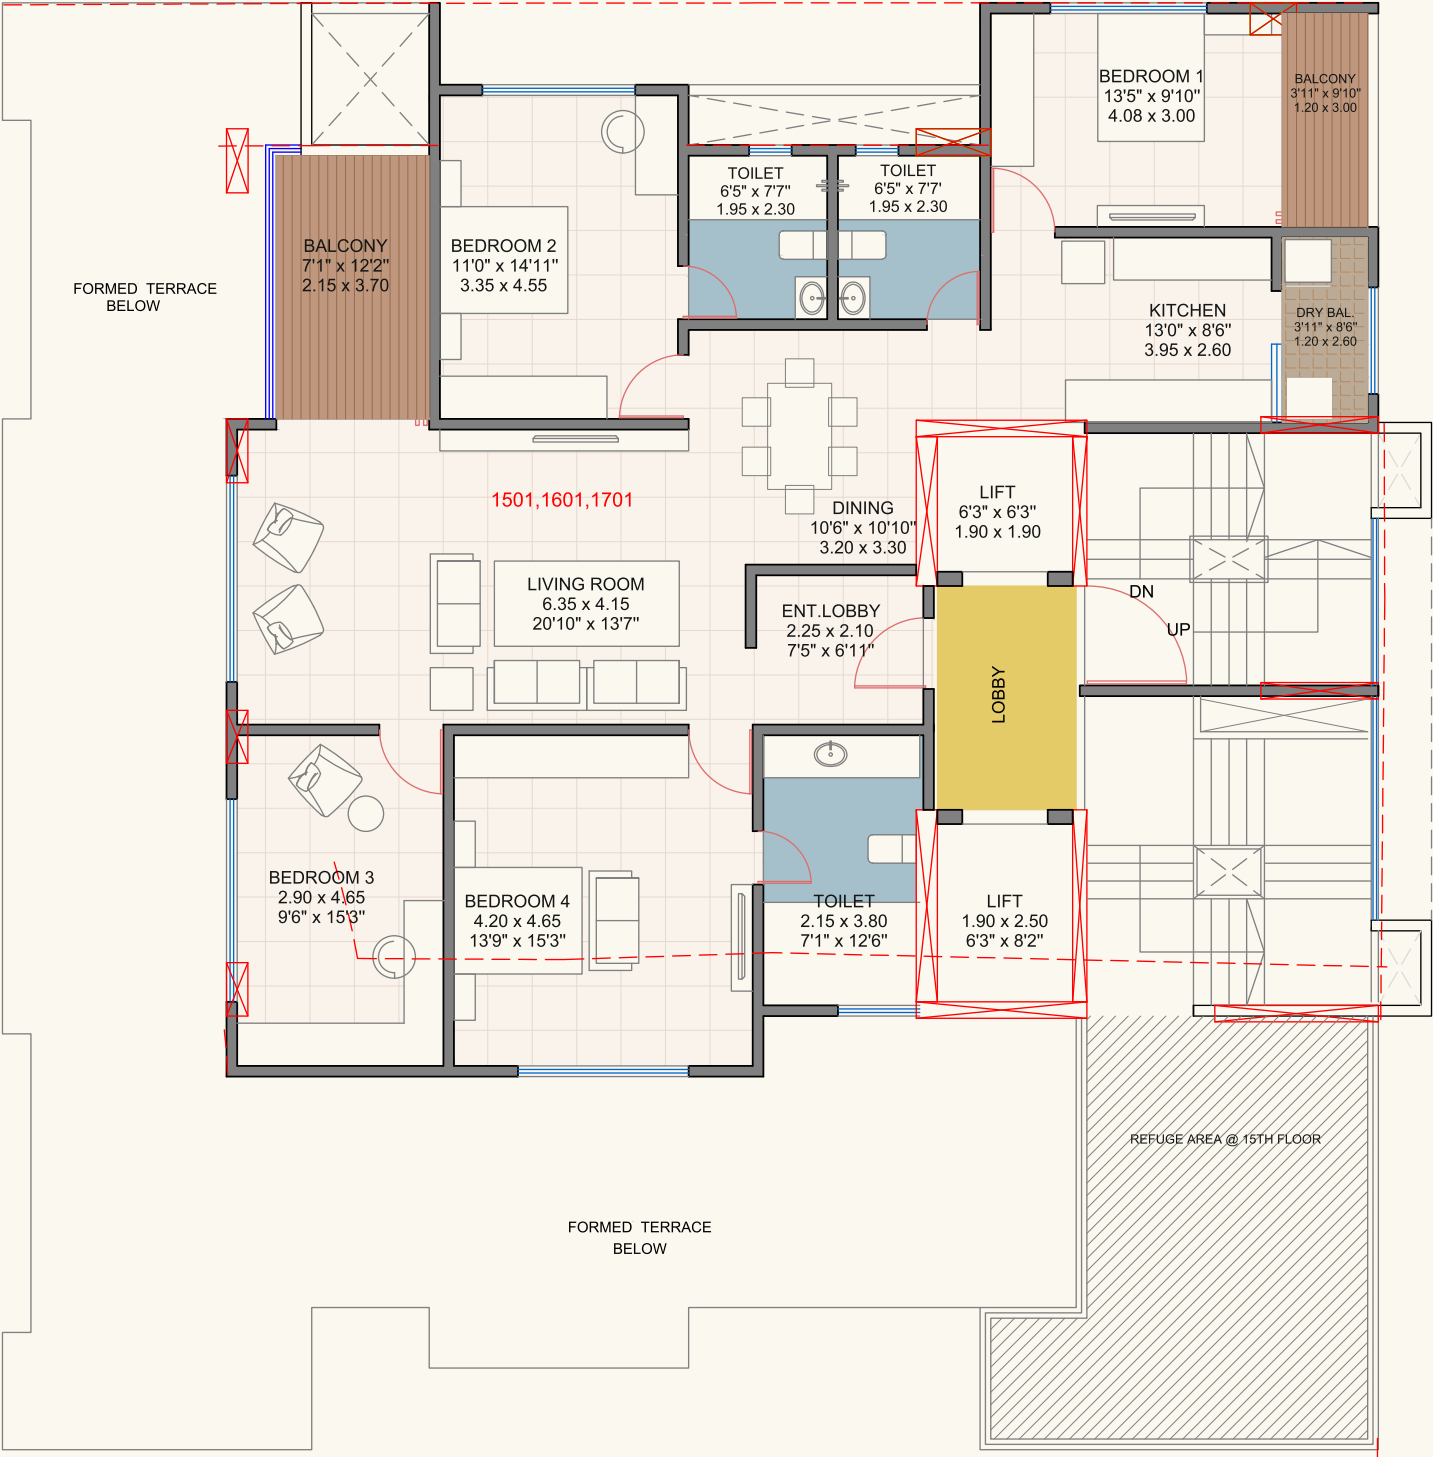 BEDROOM 1
13'5" x 9'10"
4.08 x 3.00
BALCONY
3'11" x 9'10"
1.20 x 3.00
TOILET
6'5" x 7'7"
1.95 x 2.30
TOILET
6'5" x 7'7'
1.95 x 2.30
BALCONY
7'1" x 12'2"
2.15 x 3.70
BEDROOM 2
11'0" x 14'11"
3.35 x 4.55
FORMED TERRACE
BELOW
KITCHEN
13'0" x 8'6"
3.95 x 2.60
DRY BAL.
3'11" x 8'6"
1.20 x 2.60
1501,1601,1701
DINING
10'6" x 10'10"
3.20 x 3.30
LIFT
6'3" x 6'3"
1.90 x 1.90
LIVING ROOM
6.35 x 4.15
20'10" x 13'7"
ENT.LOBBY
2.25 x 2.10
7'5" x 6'11"
DN
UP
LOBBY
BEDROOM 3
2.90 x 4.65
9'6" x 15'3"
BEDROOM 4
4.20 x 4.65
13'9" x 15'3"
TOILET
2.15 x 3.80
7'1" x 12'6"
LIFT
1.90 x 2.50
6'3" x 8'2"
REFUGE AREA @ 15TH FLOOR
FORMED TERRACE
BELOW